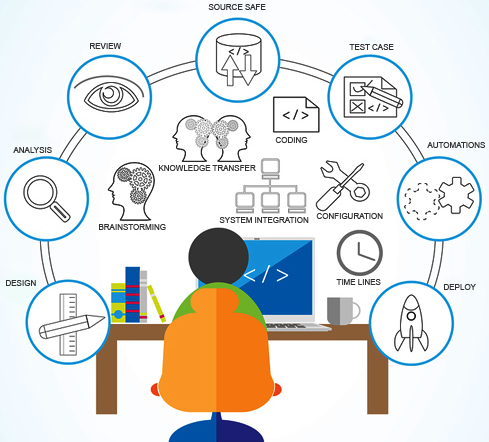 SOURCE SAFE
REVIEW
TEST CASE
</>
</>
CODING
</>
ANALYSIS
AUTOMATIONS
KNOWLEDGE TRANSFER
BRAINSTORMING
SYSTEM INTEGRATION
CONFIGURATION
</>
TIME LINES
DESIGN
DEPLOY